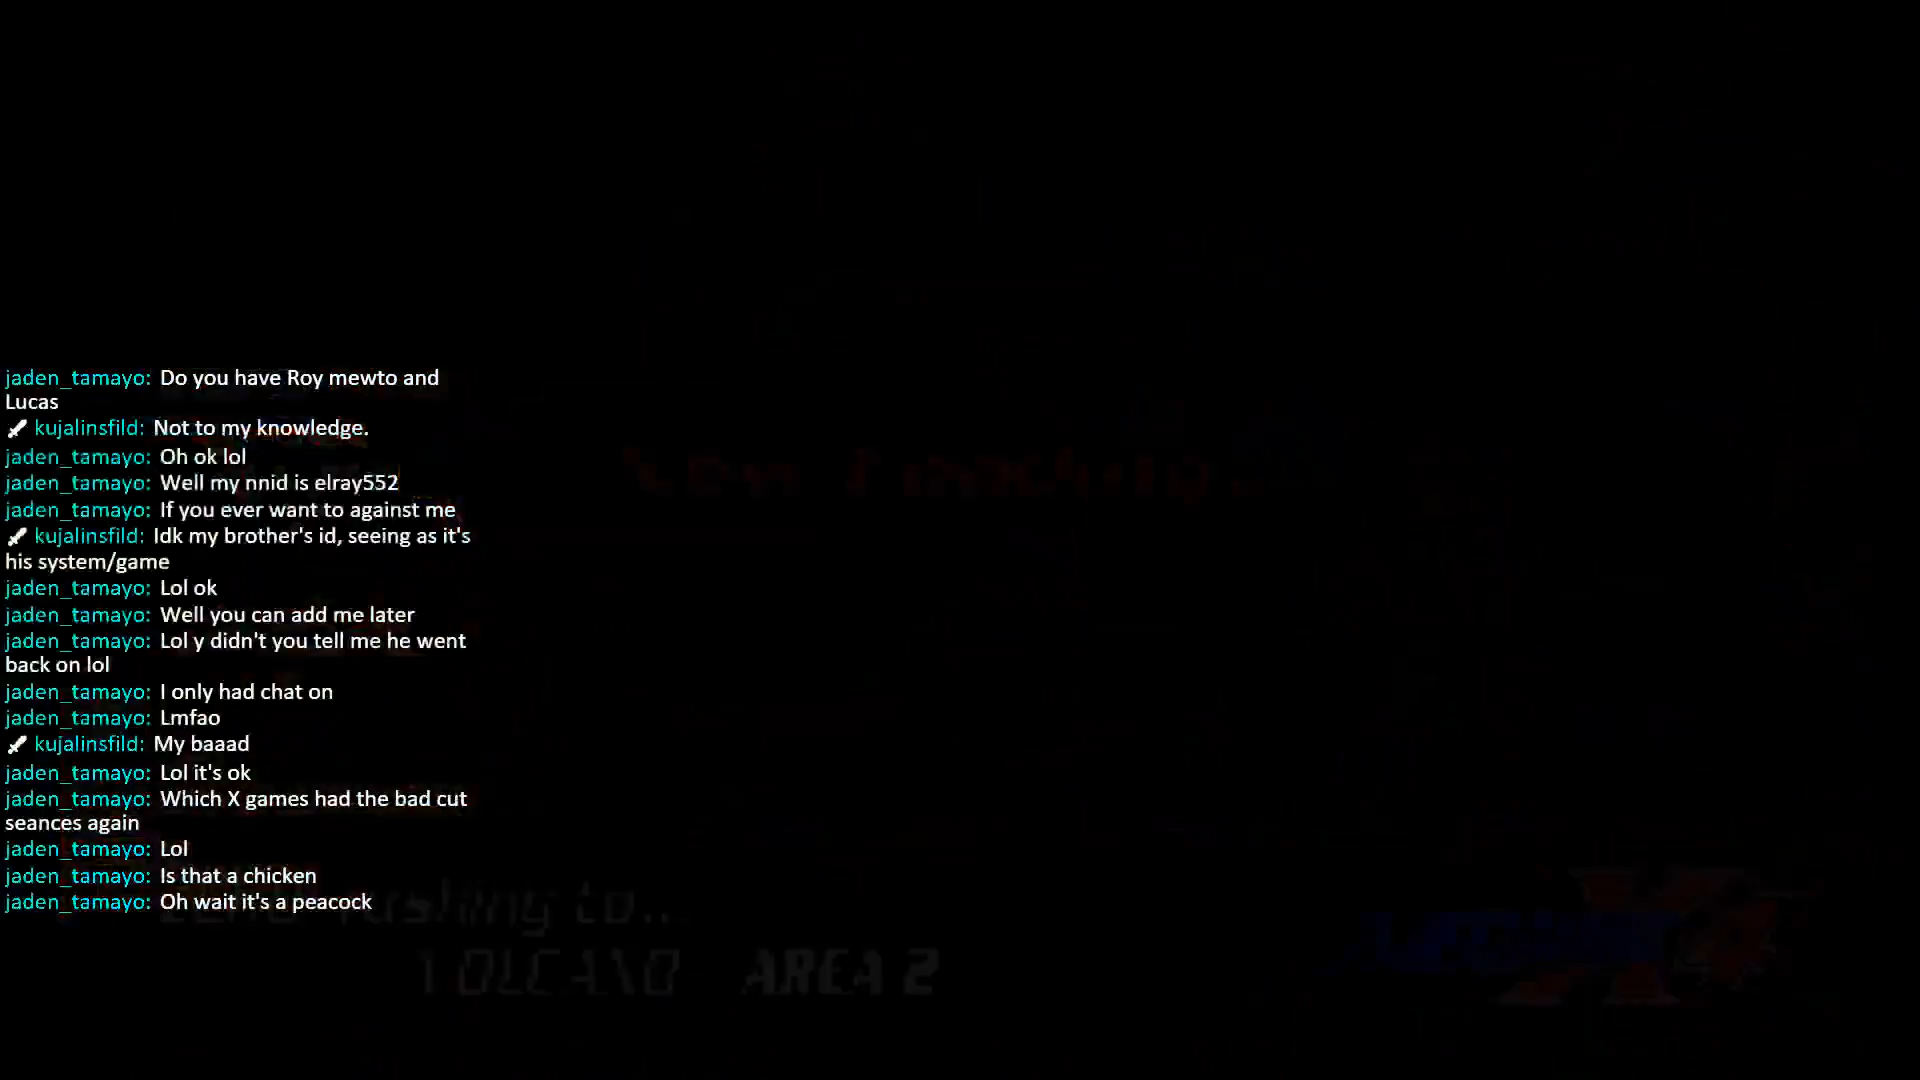 jaden_tamayo: Do you have Roy mewto and
Lucas
kujalinsfild: Not to my knowledge.
jaden_tamayo: Oh ok lol
jaden_tamayo: Well my nnid is elray552
jaden_tamayo: If you ever want to against me
kujalinsfild: Idk my brother's id, seeing as it's
his system/game
jaden_tamayo: Lol ok
jaden_tamayo: Well you can add me later
jaden_tamayo: Lol y didn't you tell me he went
back on lol
jaden_tamayo: I only had chat on
jaden_tamayo: Lmfao
kujalinsfild: My baaad
jaden_tamayo: Lol it's ok
jaden_tamayo: Which X games had the bad cut
seances again
jaden_tamayo: Lol
jaden_tamayo: Is that a chicken
jaden_tamayo: Oh wait it's a peacock
rushing to...
VOLCANO AREA 2